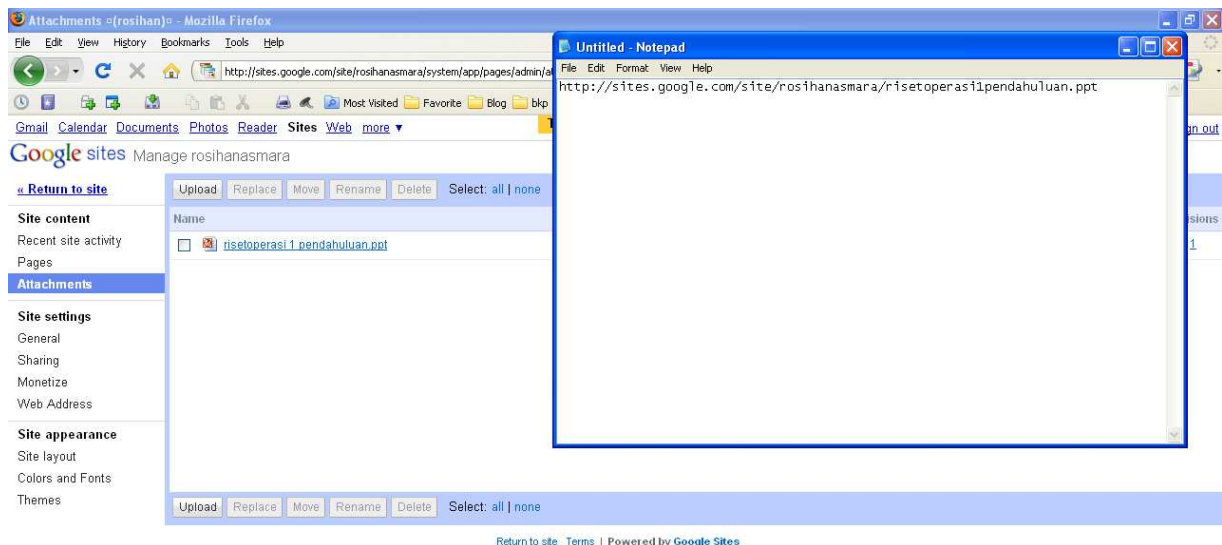 Attachments ¤(rosihan)¤ - Mozilla Firefox
File Edit View History Bookmarks Tools Help
http://sites.google.com/site/rosihanasmara/system/app/pages/admin/
Most Visited Favorite Blog bkp
Gmail Calendar Documents Photos Reader Sites Web more ▼
gn out
Google sites Manage rosihanasmara
« Return to site
Upload Replace Move Rename Delete Select: all | none
Site content
Name
isions
Recent site activity
risetoperasi 1 pendahuluan.ppt
1
Pages
Attachments
Site settings
General
Sharing
Monetize
Web Address
Site appearance
Site layout
Colors and Fonts
Themes
Upload Replace Move Rename Delete Select: all | none
Return to site Terms | Powered by Google Sites
Untitled - Notepad
File Edit Format View Help
http://sites.google.com/site/rosihanasmara/risetoperasi1pendahuluan.ppt